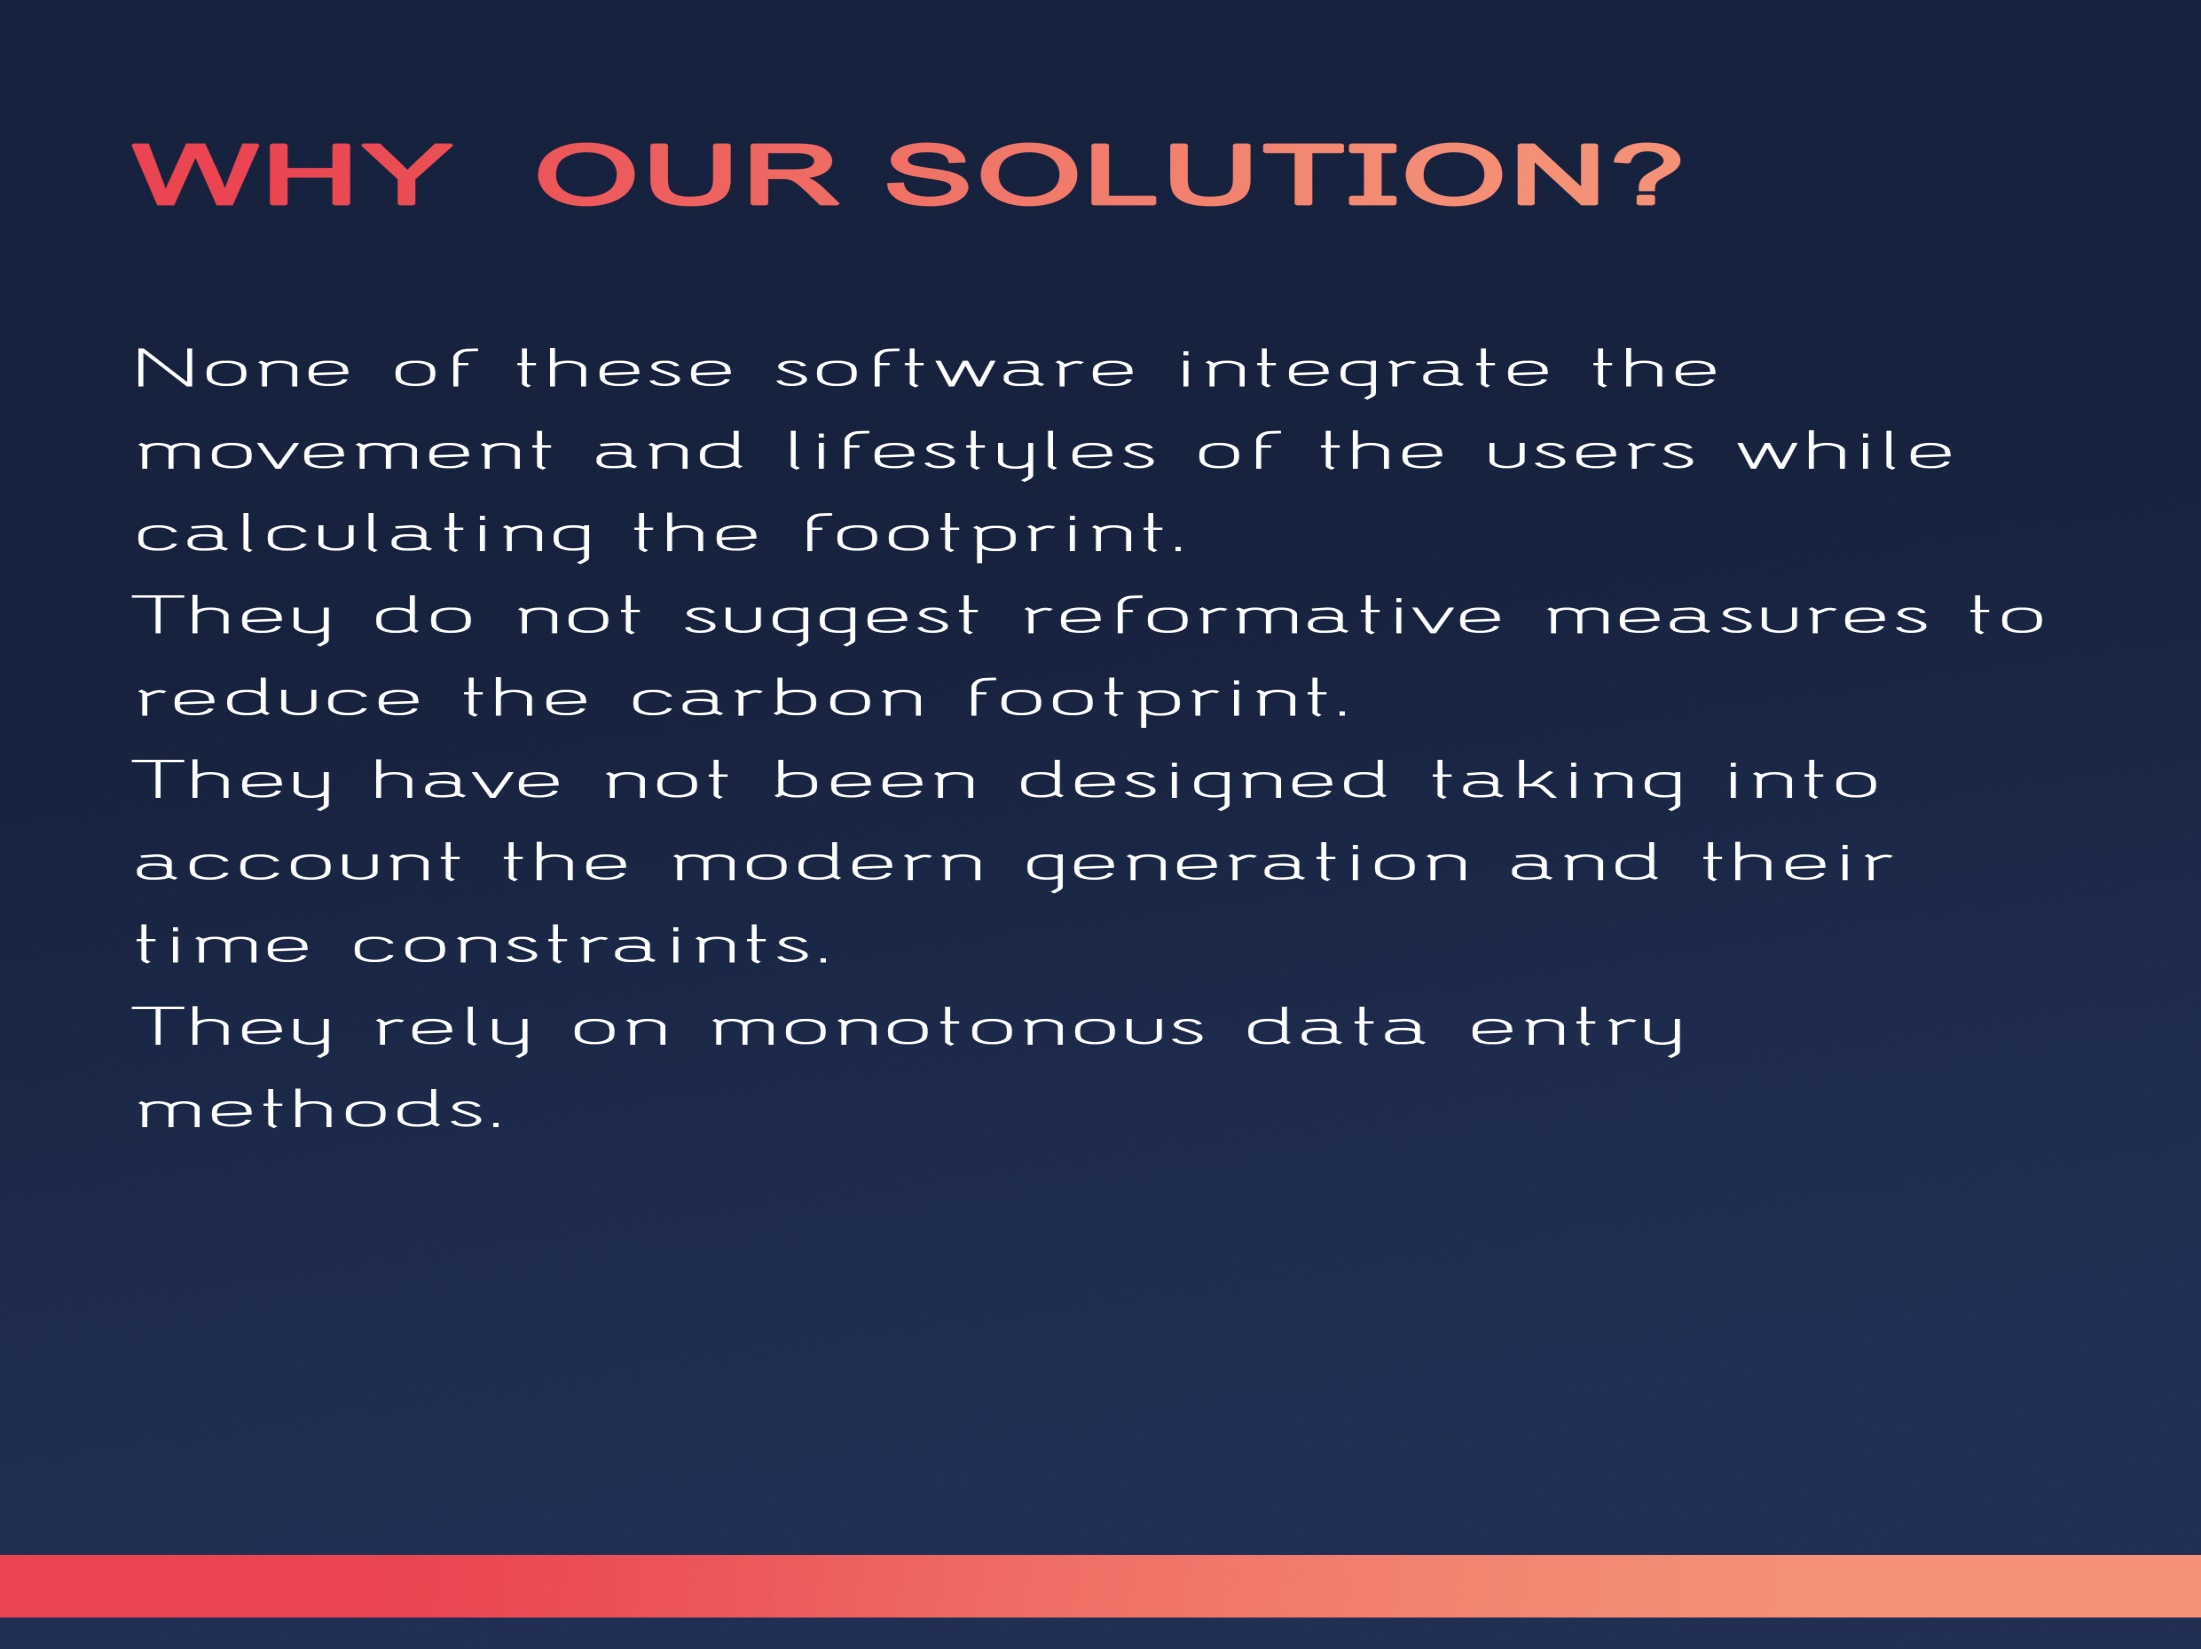 WHY OUR SOLUTION?
None of these software integrate the
movement and lifestyles of the users while
calculating the footprint.
They do not suggest reformative measures to
reduce the carbon footprint.
They have not been designed taking into
account the modern generation and their
time constraints.
They rely on monotonous data entry
methods.